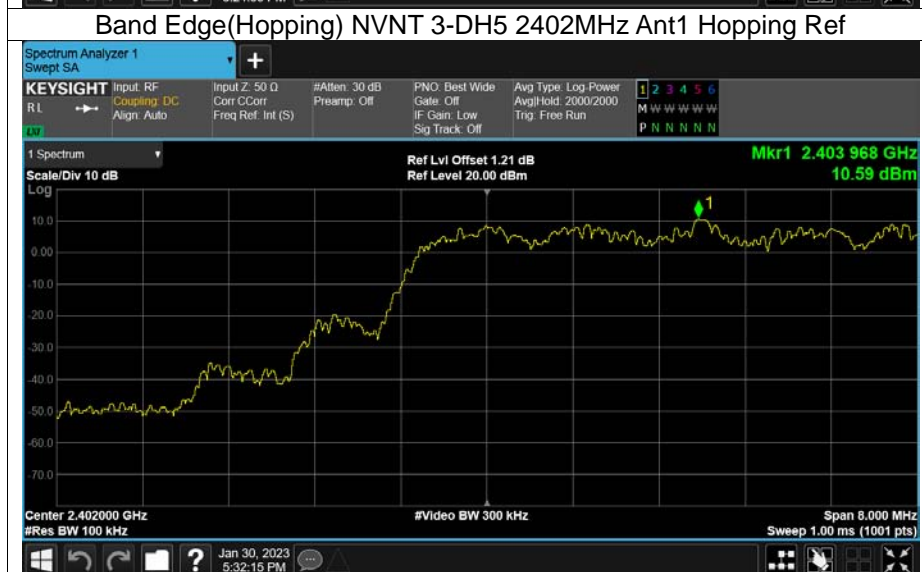 Band Edge(Hopping) NVNT 3-DH5 2402MHz Ant1 Hopping Ref
Spectrum Analyzer 1
Swept SA
+
KEYSIGHT Input: RF Input Z: 50 Ω #Atten: 30 dB PNO: Best Wide Avg Type: Log-Power 1 2 3 4 5 6
RL Coupling: DC Corr CCorr Preamp: Off Gate: Off Avg|Hold: 2000/2000 M W W W W W
Align: Auto Freq Ref: Int (S) IF Gain: Low Trig: Free Run
LXI Sig Track: Off P N N N N N
1 Spectrum Ref Lvl Offset 1.21 dB Mkr1 2.403 968 GHz
Scale/Div 10 dB Ref Level 20.00 dBm 10.59 dBm
Log
1
10.0
0.00
-10.0
-20.0
-30.0
-40.0
-50.0
-60.0
-70.0
Center 2.402000 GHz #Video BW 300 kHz Span 8.000 MHz
#Res BW 100 kHz Sweep 1.00 ms (1001 pts)
? Jan 30, 2023
5:32:15 PM